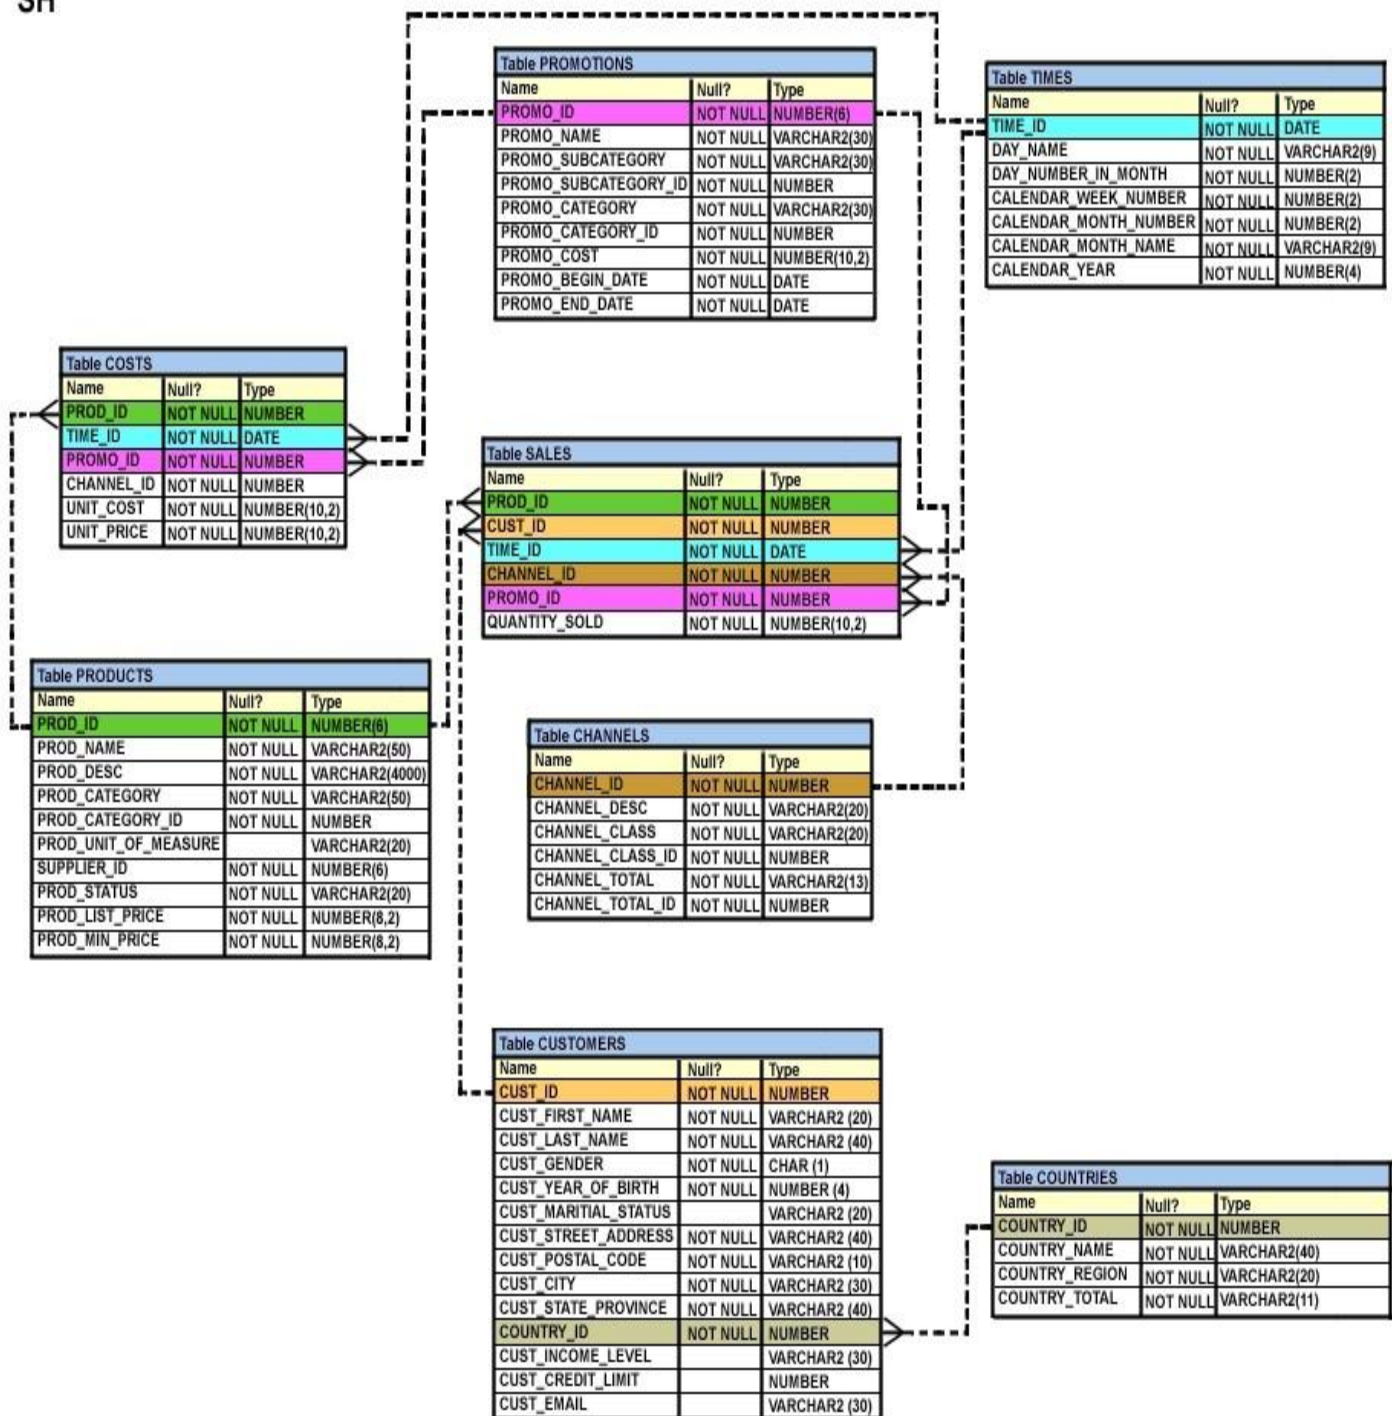 SH
Table PROMOTIONS
Name Null? Type
PROMO_ID NOT NULL NUMBER(6)
PROMO_NAME NOT NULL VARCHAR2(30)
PROMO_SUBCATEGORY NOT NULL VARCHAR2(30)
PROMO_SUBCATEGORY_ID NOT NULL NUMBER
PROMO_CATEGORY NOT NULL VARCHAR2(30)
PROMO_CATEGORY_ID NOT NULL NUMBER
PROMO_COST NOT NULL NUMBER(10,2)
PROMO_BEGIN_DATE NOT NULL DATE
PROMO_END_DATE NOT NULL DATE
Table TIMES
Name Null? Type
TIME_ID NOT NULL DATE
DAY_NAME NOT NULL VARCHAR2(9)
DAY_NUMBER_IN_MONTH NOT NULL NUMBER(2)
CALENDAR_WEEK_NUMBER NOT NULL NUMBER(2)
CALENDAR_MONTH_NUMBER NOT NULL NUMBER(2)
CALENDAR_MONTH_NAME NOT NULL VARCHAR2(9)
CALENDAR_YEAR NOT NULL NUMBER(4)
Table COSTS
Name Null? Type
PROD_ID NOT NULL NUMBER
TIME_ID NOT NULL DATE
PROMO_ID NOT NULL NUMBER
CHANNEL_ID NOT NULL NUMBER
UNIT_COST NOT NULL NUMBER(10,2)
UNIT_PRICE NOT NULL NUMBER(10,2)
Table SALES
Name Null? Type
PROD_ID NOT NULL NUMBER
CUST_ID NOT NULL NUMBER
TIME_ID NOT NULL DATE
CHANNEL_ID NOT NULL NUMBER
PROMO_ID NOT NULL NUMBER
QUANTITY_SOLD NOT NULL NUMBER(10,2)
Table PRODUCTS
Name Null? Type
PROD_ID NOT NULL NUMBER(6)
PROD_NAME NOT NULL VARCHAR2(50)
PROD_DESC NOT NULL VARCHAR2(4000)
PROD_CATEGORY NOT NULL VARCHAR2(50)
PROD_CATEGORY_ID NOT NULL NUMBER
PROD_UNIT_OF_MEASURE VARCHAR2(20)
SUPPLIER_ID NOT NULL NUMBER(6)
PROD_STATUS NOT NULL VARCHAR2(20)
PROD_LIST_PRICE NOT NULL NUMBER(8,2)
PROD_MIN_PRICE NOT NULL NUMBER(8,2)
Table CHANNELS
Name Null? Type
CHANNEL_ID NOT NULL NUMBER
CHANNEL_DESC NOT NULL VARCHAR2(20)
CHANNEL_CLASS NOT NULL VARCHAR2(20)
CHANNEL_CLASS_ID NOT NULL NUMBER
CHANNEL_TOTAL NOT NULL VARCHAR2(13)
CHANNEL_TOTAL_ID NOT NULL NUMBER
Table CUSTOMERS
Name Null? Type
CUST_ID NOT NULL NUMBER
CUST_FIRST_NAME NOT NULL VARCHAR2 (20)
CUST_LAST_NAME NOT NULL VARCHAR2 (40)
CUST_GENDER NOT NULL CHAR (1)
CUST_YEAR_OF_BIRTH NOT NULL NUMBER (4)
CUST_MARITIAL_STATUS VARCHAR2 (20)
CUST_STREET_ADDRESS NOT NULL VARCHAR2 (40)
CUST_POSTAL_CODE NOT NULL VARCHAR2 (10)
CUST_CITY NOT NULL VARCHAR2 (30)
CUST_STATE_PROVINCE NOT NULL VARCHAR2 (40)
COUNTRY_ID NOT NULL NUMBER
CUST_INCOME_LEVEL VARCHAR2 (30)
CUST_CREDIT_LIMIT NUMBER
CUST_EMAIL VARCHAR2 (30)
Table COUNTRIES
Name Null? Type
COUNTRY_ID NOT NULL NUMBER
COUNTRY_NAME NOT NULL VARCHAR2(40)
COUNTRY_REGION NOT NULL VARCHAR2(20)
COUNTRY_TOTAL NOT NULL VARCHAR2(11)